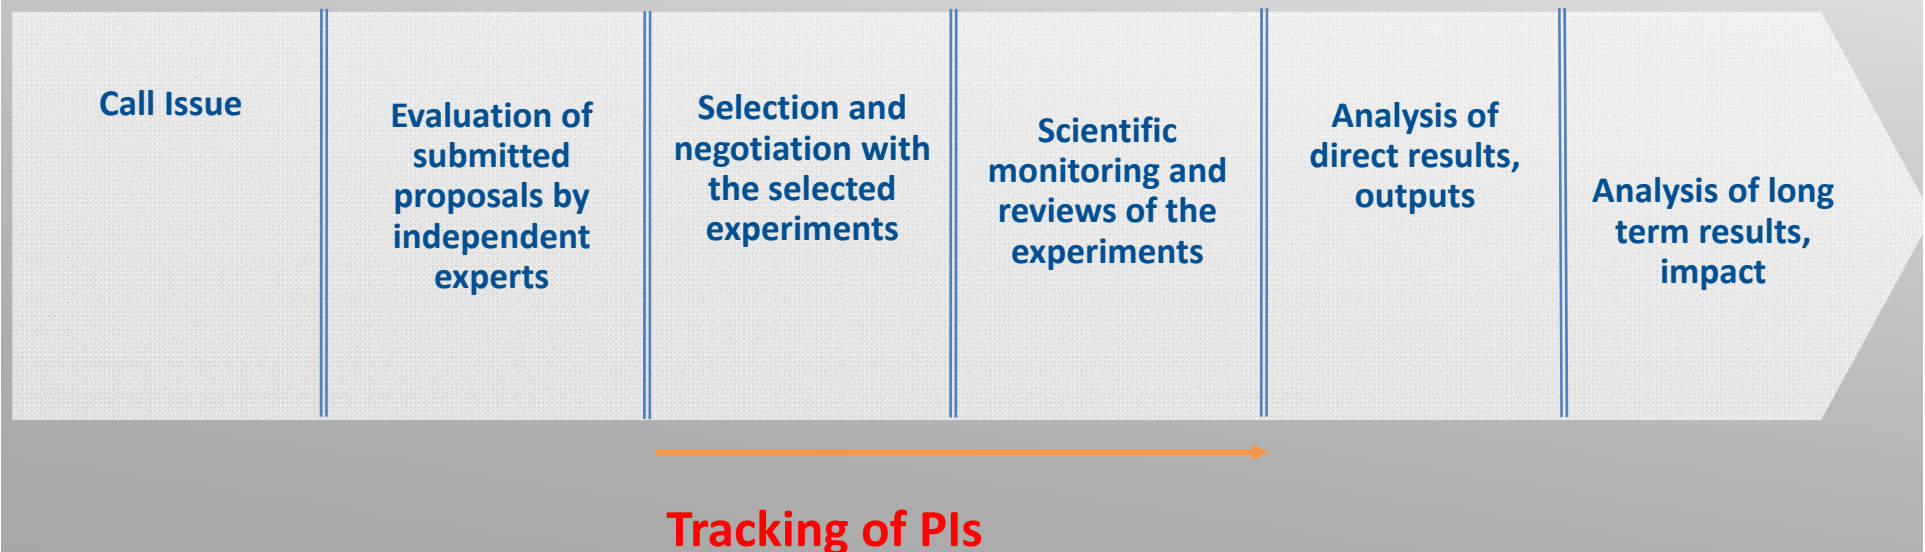 Call Issue
Evaluation of
submitted
proposals by
independent
experts
Selection and
negotiation with
the selected
experiments
Scientific
monitoring and
reviews of the
experiments
Analysis of
direct results,
outputs
Analysis of long
term results,
impact
Tracking of PIs